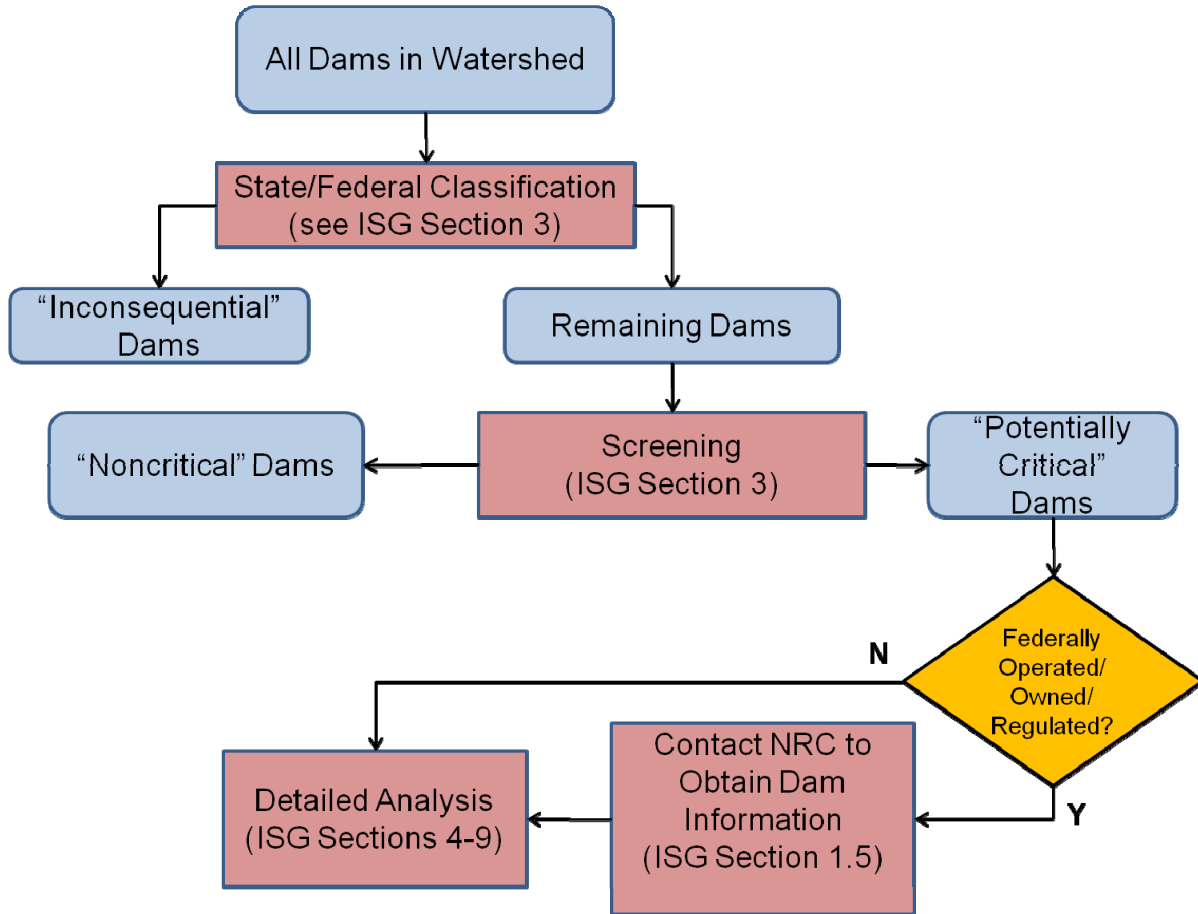 All Dams in Watershed
State/Federal Classification
(see ISG Section 3)
“Inconsequential”
Dams
Remaining Dams
“Noncritical” Dams
Screening
(ISG Section 3)
“Potentially
Critical”
Dams
Federally
Operated/
Owned/
Regulated?
N
Y
Contact NRC to
Obtain Dam
Information
(ISG Section 1.5)
Detailed Analysis
(ISG Sections 4-9)